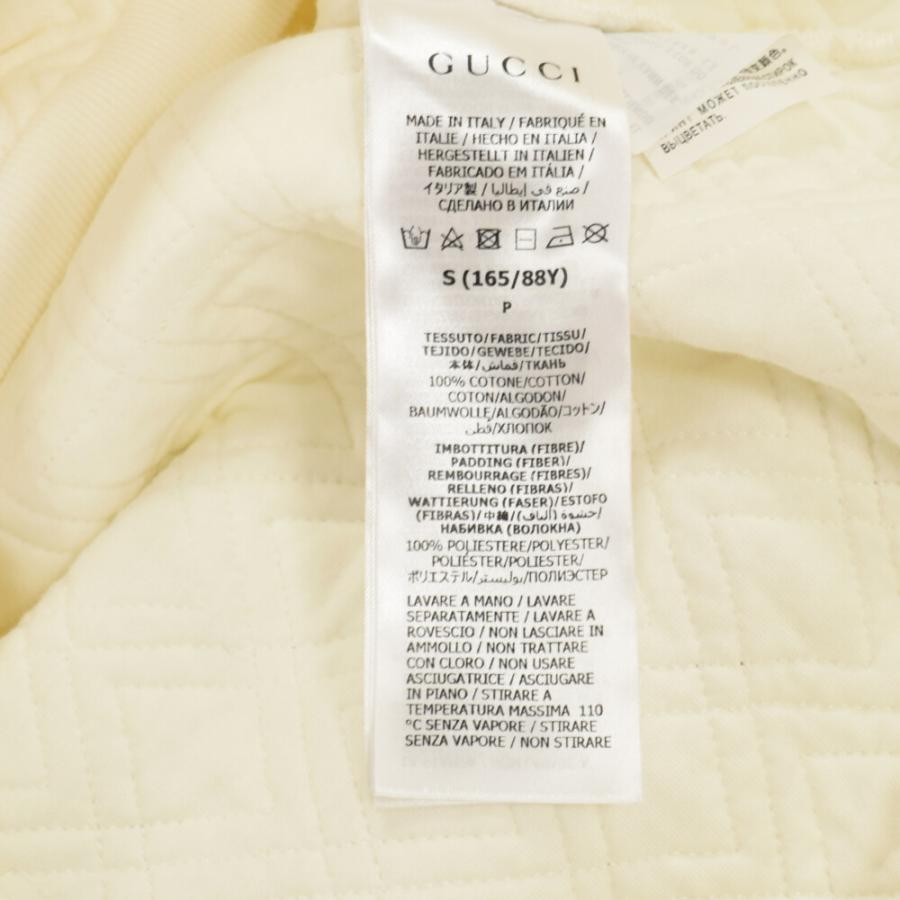 GUCCI
MADE IN ITALY / FABRIQUÉ EN
ITALIE / HECHO EN ITALIA /
HERGESTELLT IN ITALIEN /
FABRICADO EM ITÁLIA /
イタリア製 / صنع في إيطاليا /
СДЕЛАНО В ИТАЛИИ
S (165/88Y)
P
TESSUTO/FABRIC/TISSU/
TEJIDO/GEWEBE/TECIDO/
本体/قماش/ТКАНЬ
100% COTONE/COTTON/
COTON/ALGODON/
BAUMWOLLE/ALGODÃO/コットン/
قطن/ХЛОПОК
IMBOTTITURA (FIBRE)/
PADDING (FIBER)/
REMBOURRAGE (FIBRES)/
RELLENO (FIBRAS)/
WATTIERUNG (FASER)/ESTOFO
(FIBRAS)/中綿/حشوة (ألياف)/
НАБИВКА (ВОЛОКНА)
100% POLIESTERE/POLYESTER/
POLIÉSTER/POLIESTER/
ポリエステル/بوليستر/ПОЛИЭСТЕР
LAVARE A MANO / LAVARE
SEPARATAMENTE / LAVARE A
ROVESCIO / NON LASCIARE IN
AMMOLLO / NON TRATTARE
CON CLORO / NON USARE
ASCIUGATRICE / ASCIUGARE
IN PIANO / STIRARE A
TEMPERATURA MASSIMA 110
°C SENZA VAPORE / STIRARE
SENZA VAPORE / NON STIRARE
МОЖЕТ
ВЫЦВЕТАТЬ.